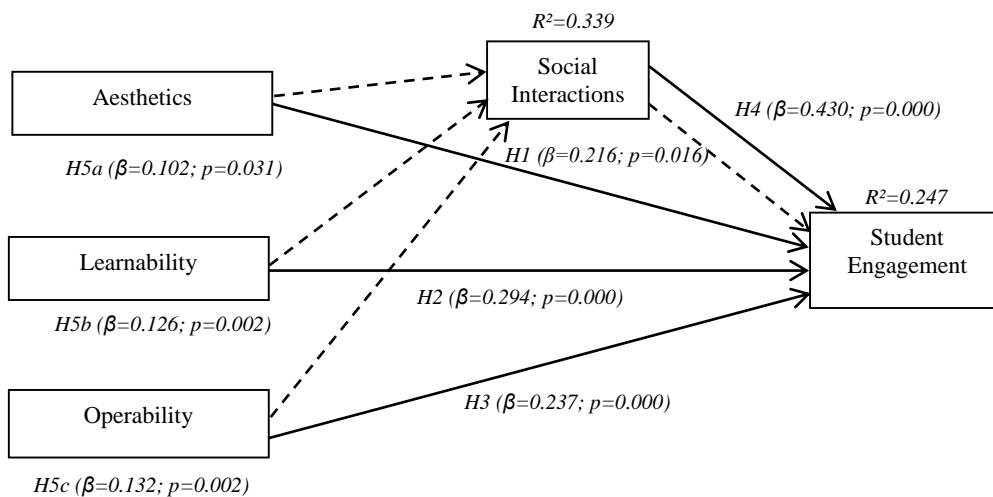 R²=0.339
Social
Interactions
Aesthetics
H4 (β=0.430; p=0.000)
H5a (β=0.102; p=0.031)
H1 (β=0.216; p=0.016)
R²=0.247
Student
Engagement
Learnability
H2 (β=0.294; p=0.000)
H5b (β=0.126; p=0.002)
Operability
H3 (β=0.237; p=0.000)
H5c (β=0.132; p=0.002)